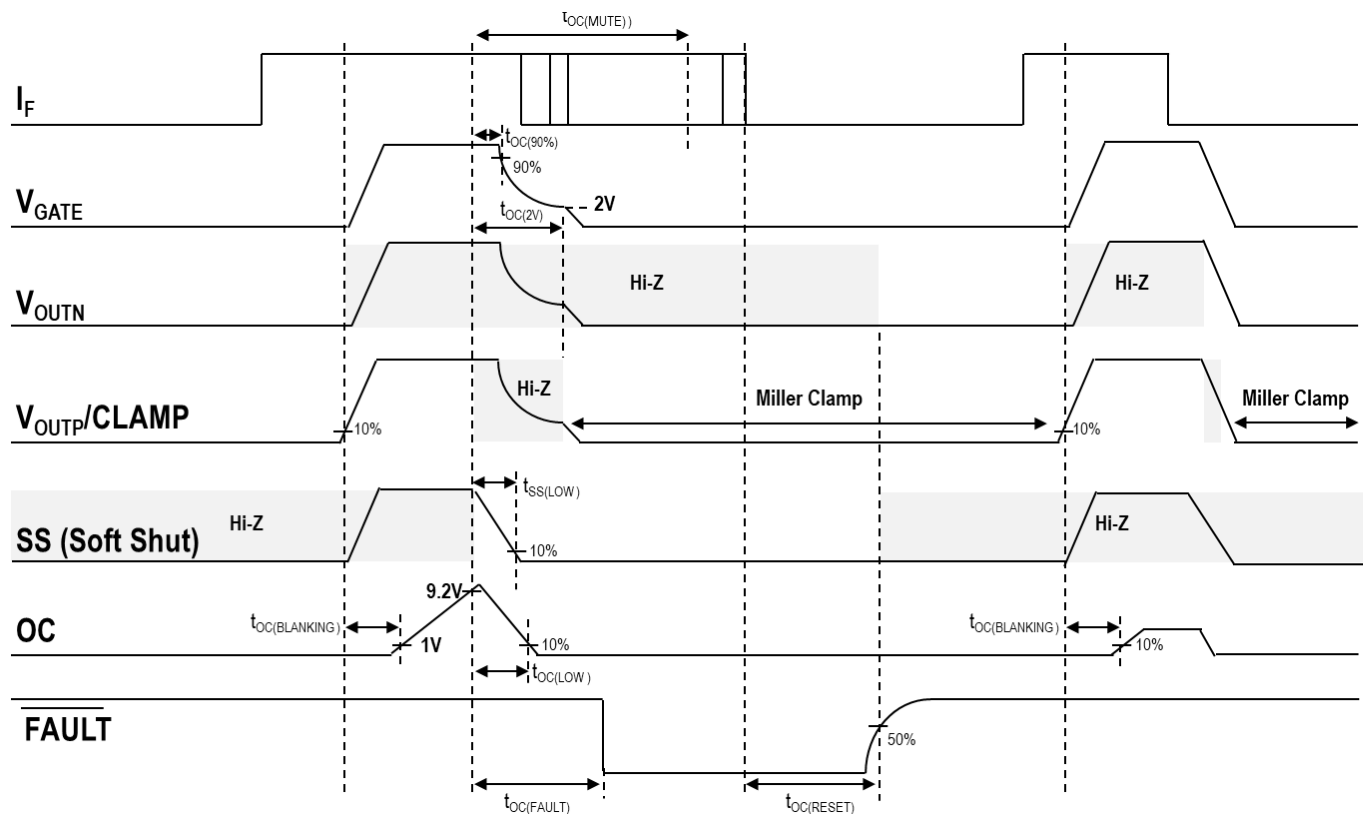 tOC(MUTE))
IF
tOC(90%)
90%
VGATE
2V
tOC(2V)
Hi-Z
Hi-Z
VOUTN
Hi-Z
Miller Clamp
Miller Clamp
VOUTP/CLAMP
10%
10%
tSS(LOW)
Hi-Z
Hi-Z
SS (Soft Shut)
10%
9.2V
tOC(BLANKING)
tOC(BLANKING)
OC
1V
10%
10%
tOC(LOW)
FAULT
50%
tOC(FAULT)
tOC(RESET)